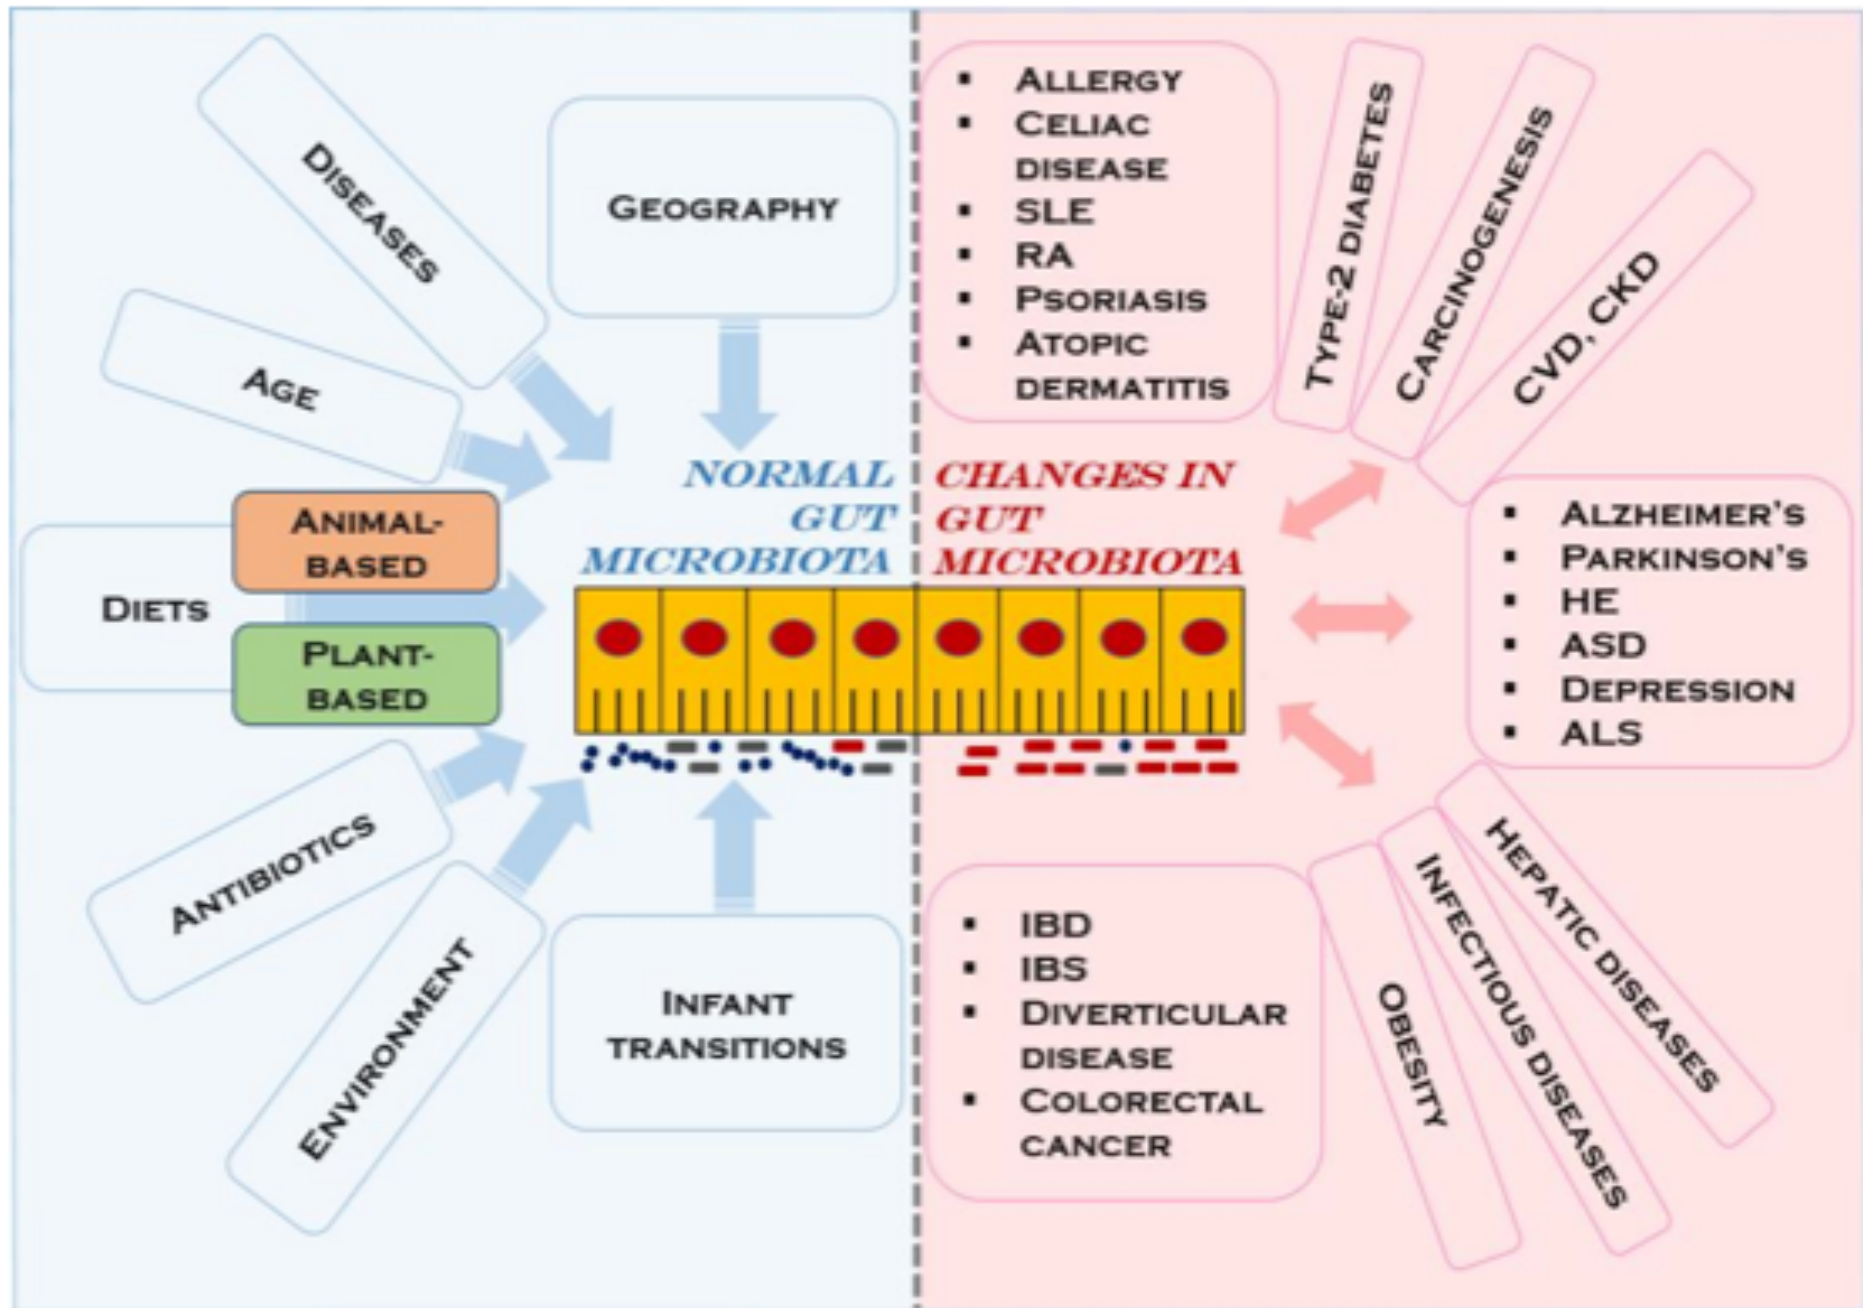 DISEASES
GEOGRAPHY
AGE
ANIMAL-
BASED
DIETS
PLANT-
BASED
ANTIBIOTICS
ENVIRONMENT
INFANT
TRANSITIONS
NORMAL
GUT
MICROBIOTA
CHANGES IN
GUT
MICROBIOTA
▪ ALLERGY
▪ CELIAC
DISEASE
▪ SLE
▪ RA
▪ PSORIASIS
▪ ATOPIC
DERMATITIS
TYPE-2 DIABETES
CARCINOGENESIS
CVD, CKD
▪ ALZHEIMER'S
▪ PARKINSON'S
▪ HE
▪ ASD
▪ DEPRESSION
▪ ALS
HEPATIC DISEASES
INFECTIOUS DISEASES
OBESITY
▪ IBD
▪ IBS
▪ DIVERTICULAR
DISEASE
▪ COLORECTAL
CANCER